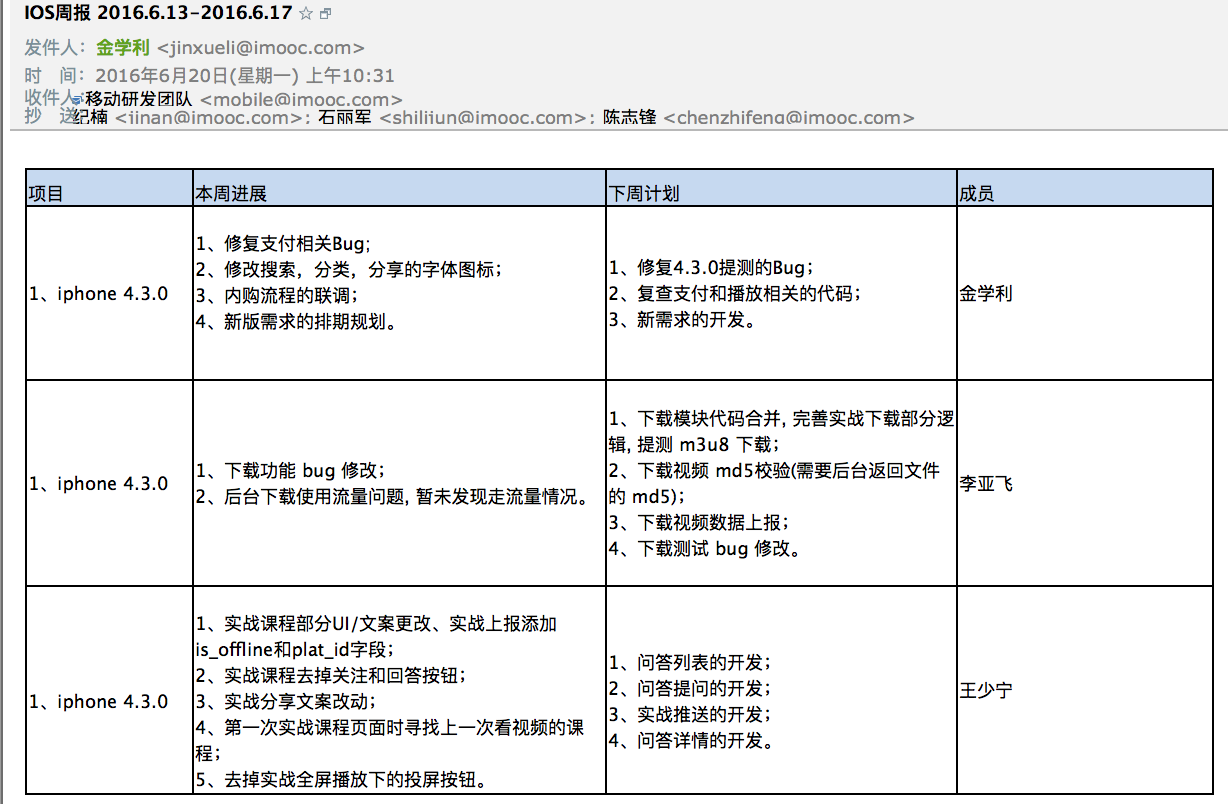 IOS周报 2016.6.13-2016.6.17
发件人：金学利 <jinxueli@imooc.com>
时 间：2016年6月20日(星期一) 上午10:31
收件人：移动研发团队 <mobile@imooc.com>
抄 送：纪楠 <jinan@imooc.com>; 石丽军 <shilijun@imooc.com>; 陈志锋 <chenzhifeng@imooc.com>
项目
本周进展
下周计划
成员
1、iphone 4.3.0
1、修复支付相关Bug;
2、修改搜索，分类，分享的字体图标;
3、内购流程的联调;
4、新版需求的排期规划。
1、修复4.3.0提测的Bug;
2、复查支付和播放相关的代码;
3、新需求的开发。
金学利
1、iphone 4.3.0
1、下载功能 bug 修改;
2、后台下载使用流量问题, 暂未发现走流量情况。
1、下载模块代码合并, 完善实战下载部分逻
辑, 提测 m3u8 下载;
2、下载视频 md5校验(需要后台返回文件
的 md5);
3、下载视频数据上报;
4、下载测试 bug 修改。
李亚飞
1、iphone 4.3.0
1、实战课程部分UI/文案更改、实战上报添加
is_offline和plat_id字段;
2、实战课程去掉关注和回答按钮;
3、实战分享文案改动;
4、第一次实战课程页面时寻找上一次看视频的课
程;
5、去掉实战全屏播放下的投屏按钮。
1、问答列表的开发;
2、问答提问的开发;
3、实战推送的开发;
4、问答详情的开发。
王少宁